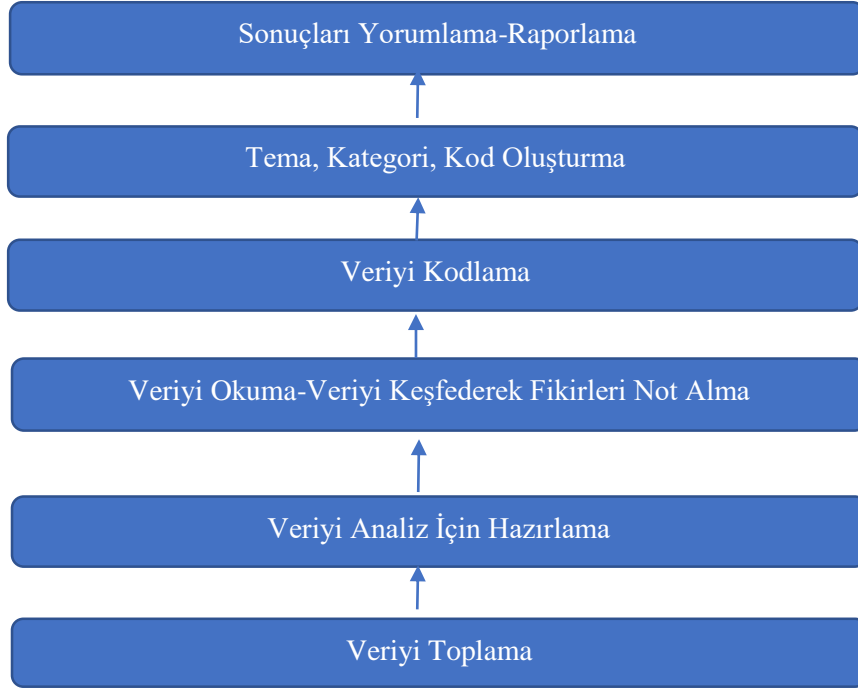 Sonuçları Yorumlama-Raporlama
Tema, Kategori, Kod Oluşturma
Veriyi Kodlama
Veriyi Okuma-Veriyi Keşfederek Fikirleri Not Alma
Veriyi Analiz İçin Hazırlama
Veriyi Toplama